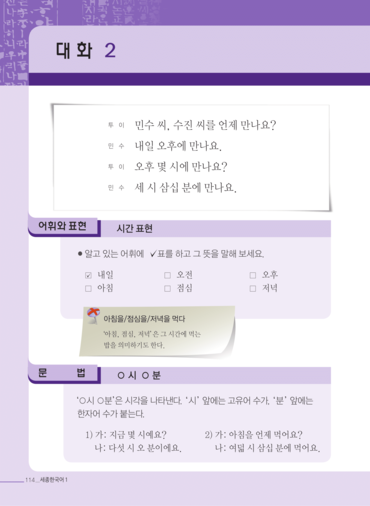 대화 2
투 이 민수 씨, 수진 씨를 언제 만나요?
민 수 내일 오후에 만나요.
투 이 오후 몇 시에 만나요?
민 수 세 시 삼십 분에 만나요.
어휘와 표현 시간 표현
● 알고 있는 어휘에 ✓표를 하고 그 뜻을 말해 보세요.
☑ 내일 □ 오전 □ 오후
□ 아침 □ 점심 □ 저녁
아침을/점심을/저녁을 먹다
'아침, 점심, 저녁'은 그 시간에 먹는
밥을 의미하기도 한다.
문 법 ○시 ○분
'○시 ○분'은 시각을 나타낸다. '시' 앞에는 고유어 수가, '분' 앞에는
한자어 수가 붙는다.
1) 가: 지금 몇 시예요? 2) 가: 아침을 언제 먹어요?
나: 다섯 시 오 분이에요. 나: 여덟 시 삼십 분에 먹어요.
114_ 세종한국어 1